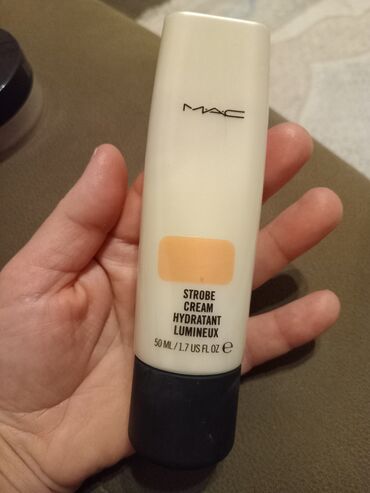 MAC
STROBE
CREAM
HYDRATANT
LUMINEUX
50 ML / 1.7 US FL OZ ℮